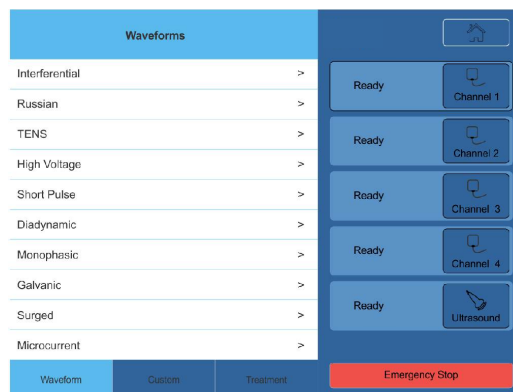 Waveforms
Interferential >
Russian >
TENS >
High Voltage >
Short Pulse >
Diadynamic >
Monophasic >
Galvanic >
Surged >
Microcurrent >
Waveform Custom Treatment
Ready Channel 1
Ready Channel 2
Ready Channel 3
Ready Channel 4
Ready Ultrasound
Emergency Stop